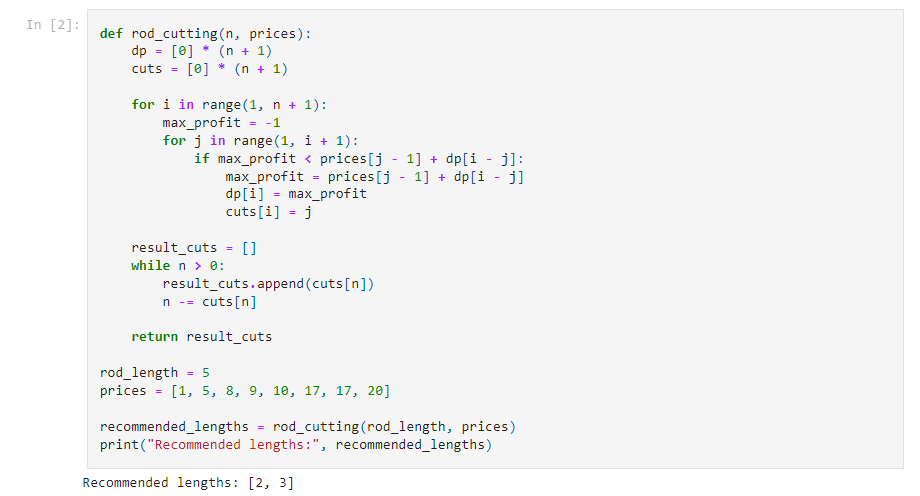 In [2]:
def rod_cutting(n, prices):
    dp = [0] * (n + 1)
    cuts = [0] * (n + 1)

    for i in range(1, n + 1):
        max_profit = -1
        for j in range(1, i + 1):
            if max_profit < prices[j - 1] + dp[i - j]:
                max_profit = prices[j - 1] + dp[i - j]
                dp[i] = max_profit
                cuts[i] = j

    result_cuts = []
    while n > 0:
        result_cuts.append(cuts[n])
        n -= cuts[n]

    return result_cuts

rod_length = 5
prices = [1, 5, 8, 9, 10, 17, 17, 20]

recommended_lengths = rod_cutting(rod_length, prices)
print("Recommended lengths:", recommended_lengths)
Recommended lengths: [2, 3]